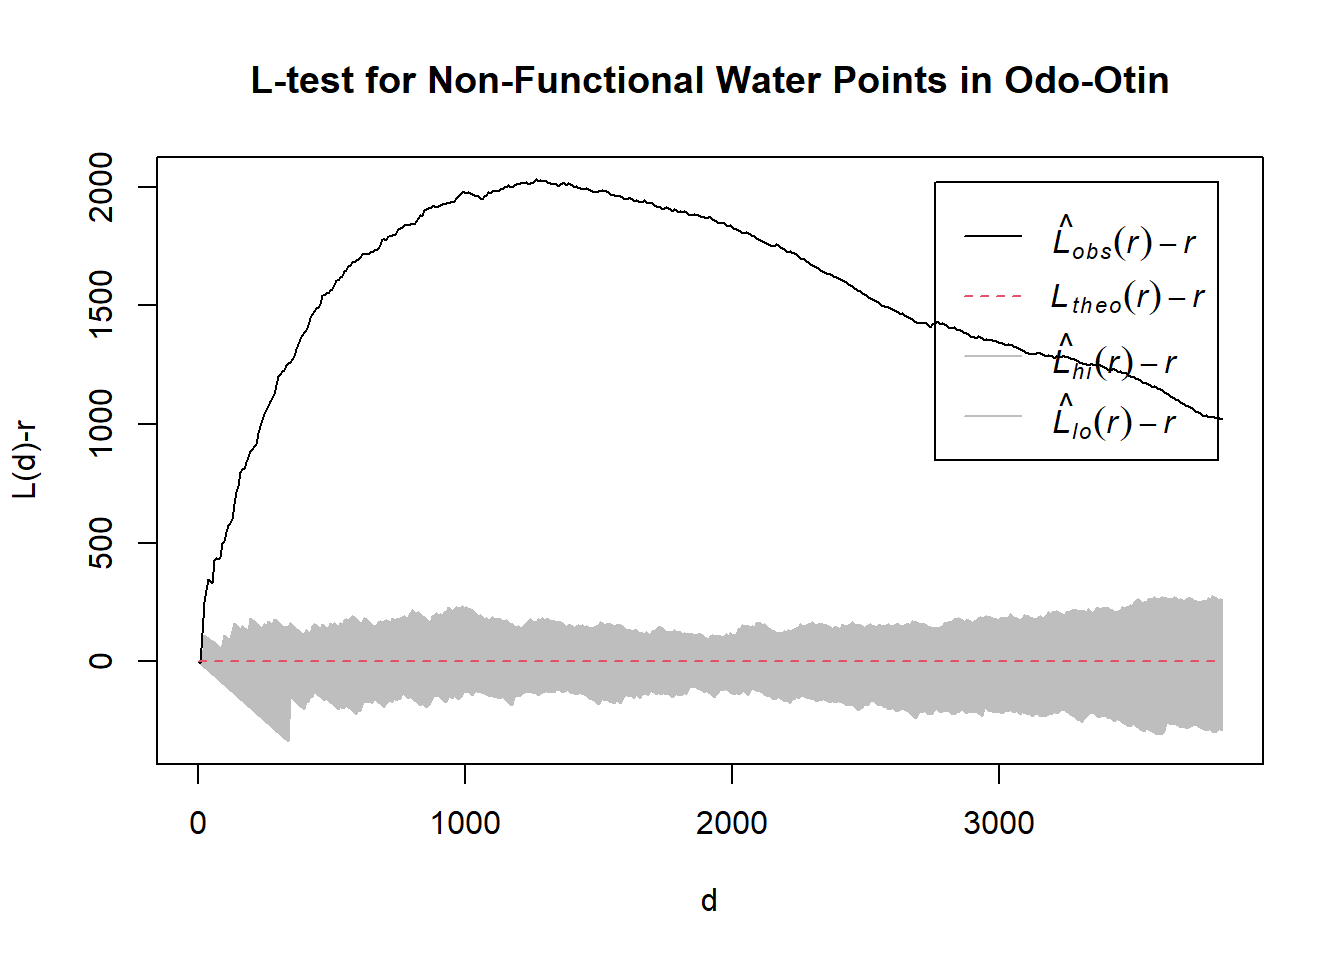 L-test for Non-Functional Water Points in Odo-Otin
L(d)-r
2000
1500
1000
500
0
L̂obs(r) − r
Ltheo(r) − r
L̂hi(r) − r
L̂lo(r) − r
0 1000 2000 3000
d